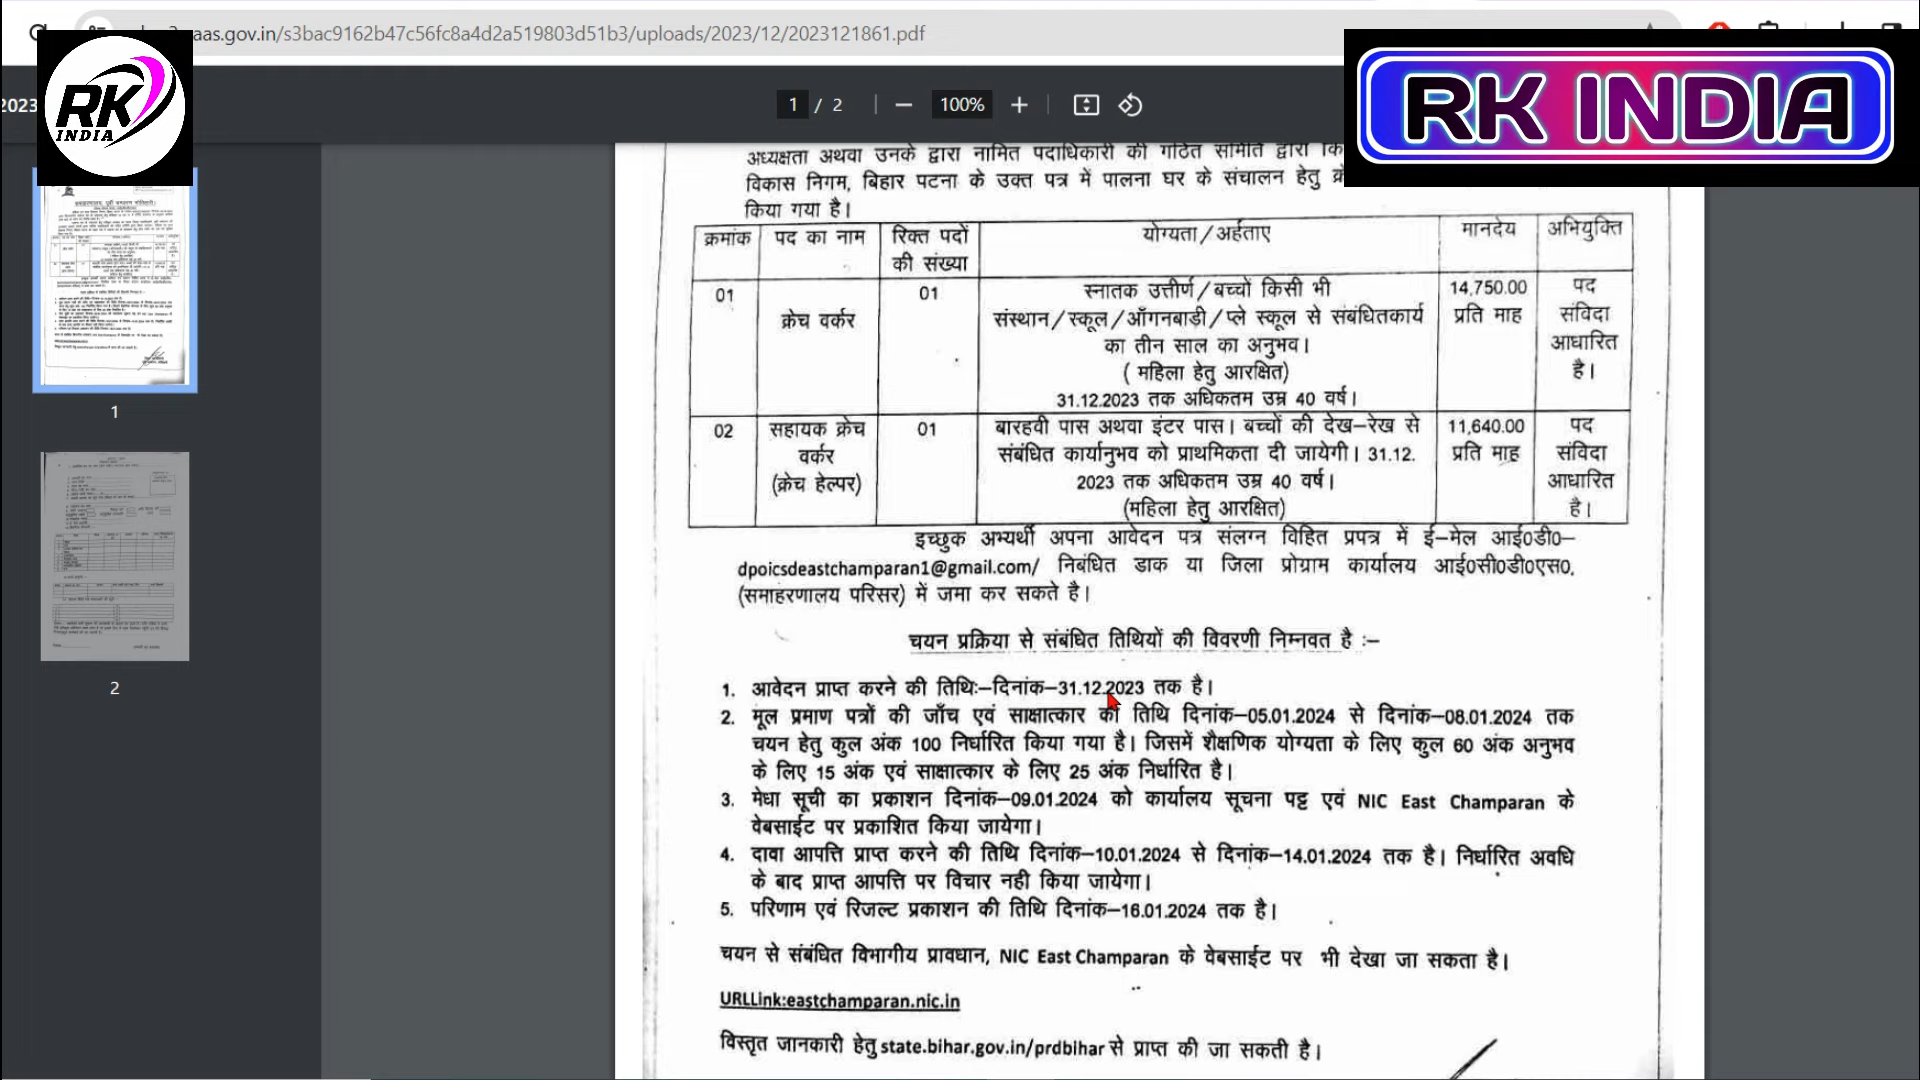 aas.gov.in/s3bac9162b47c56fc8a4d2a519803d51b3/uploads/2023/12/2023121861.pdf
RK
INDIA
RK INDIA
2023
1 / 2
100%
1
2
अध्यक्षता अथवा उनके द्वारा नामित पदाधिकारी की गठित समिति द्वारा
विकास निगम, बिहार पटना के उक्त पत्र में पालना घर के संचालन हेतु
किया गया है।
क्रमांक पद का नाम रिक्त पदों की संख्या योग्यता/अर्हताए मानदेय अभियुक्ति
01 क्रेच वर्कर 01 स्नातक उत्तीर्ण/बच्चों किसी भी 14,750.00 पद
संस्थान/स्कूल/आँगनबाड़ी/प्ले स्कूल से संबंधितकार्य प्रति माह संविदा
का तीन साल का अनुभव। आधारित
( महिला हेतु आरक्षित) है।
31.12.2023 तक अधिकतम उम्र 40 वर्ष।
02 सहायक क्रेच 01 बारहवी पास अथवा इंटर पास। बच्चों की देख-रेख से 11,640.00 पद
वर्कर संबंधित कार्यानुभव को प्राथमिकता दी जायेगी। 31.12. प्रति माह संविदा
(क्रेच हेल्पर) 2023 तक अधिकतम उम्र 40 वर्ष। आधारित
(महिला हेतु आरक्षित) है।
इच्छुक अभ्यर्थी अपना आवेदन पत्र संलग्न विहित प्रपत्र में ई-मेल आई0डी0-
dpoicsdeastchamparan1@gmail.com/ निबंधित डाक या जिला प्रोग्राम कार्यालय आई0सी0डी0एस0,
(समाहरणालय परिसर) में जमा कर सकते है।
चयन प्रक्रिया से संबंधित तिथियों की विवरणी निम्नवत है :-
1. आवेदन प्राप्त करने की तिथिः-दिनांक-31.12.2023 तक है।
2. मूल प्रमाण पत्रों की जाँच एवं साक्षात्कार की तिथि दिनांक-05.01.2024 से दिनांक-08.01.2024 तक
चयन हेतु कुल अंक 100 निर्धारित किया गया है। जिसमें शैक्षणिक योग्यता के लिए कुल 60 अंक अनुभव
के लिए 15 अंक एवं साक्षात्कार के लिए 25 अंक निर्धारित है।
3. मेधा सूची का प्रकाशन दिनांक-09.01.2024 को कार्यालय सूचना पट्ट एवं NIC East Champaran के
वेबसाईट पर प्रकाशित किया जायेगा।
4. दावा आपत्ति प्राप्त करने की तिथि दिनांक-10.01.2024 से दिनांक-14.01.2024 तक है। निर्धारित अवधि
के बाद प्राप्त आपत्ति पर विचार नही किया जायेगा।
5. परिणाम एवं रिजल्ट प्रकाशन की तिथि दिनांक-16.01.2024 तक है।
चयन से संबंधित विभागीय प्रावधान, NIC East Champaran के वेबसाईट पर भी देखा जा सकता है।
URLLink:eastchamparan.nic.in
विस्तृत जानकारी हेतु state.bihar.gov.in/prdbihar से प्राप्त की जा सकती है।